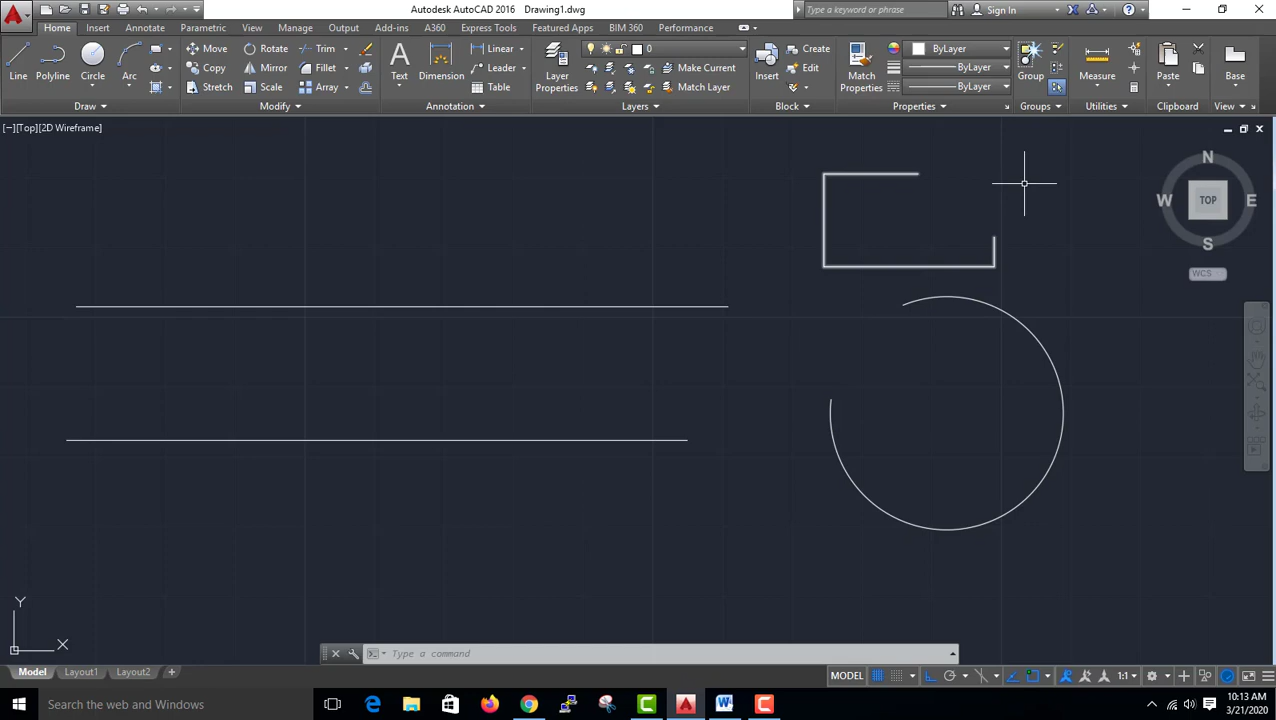 Autodesk AutoCAD 2016 Drawing1.dwg
Type a keyword or phrase
Sign In
Home Insert Annotate Parametric View Manage Output Add-ins A360 Express Tools Featured Apps BIM 360 Performance
Line Polyline Circle Arc
Move Rotate Trim
Copy Mirror Fillet
Stretch Scale Array
Text Dimension
Linear
Leader
Table
Layer Properties
0
Make Current
Match Layer
Insert
Create
Edit
Match Properties
ByLayer
ByLayer
ByLayer
Group
Measure
Paste
Base
Draw Modify Annotation Layers Block Properties Groups Utilities Clipboard View
[−][Top][2D Wireframe]
N
W TOP E
S
WCS
Y
X
Type a command
Model Layout1 Layout2 +
MODEL
1:1
Search the web and Windows
10:13 AM
3/21/2020